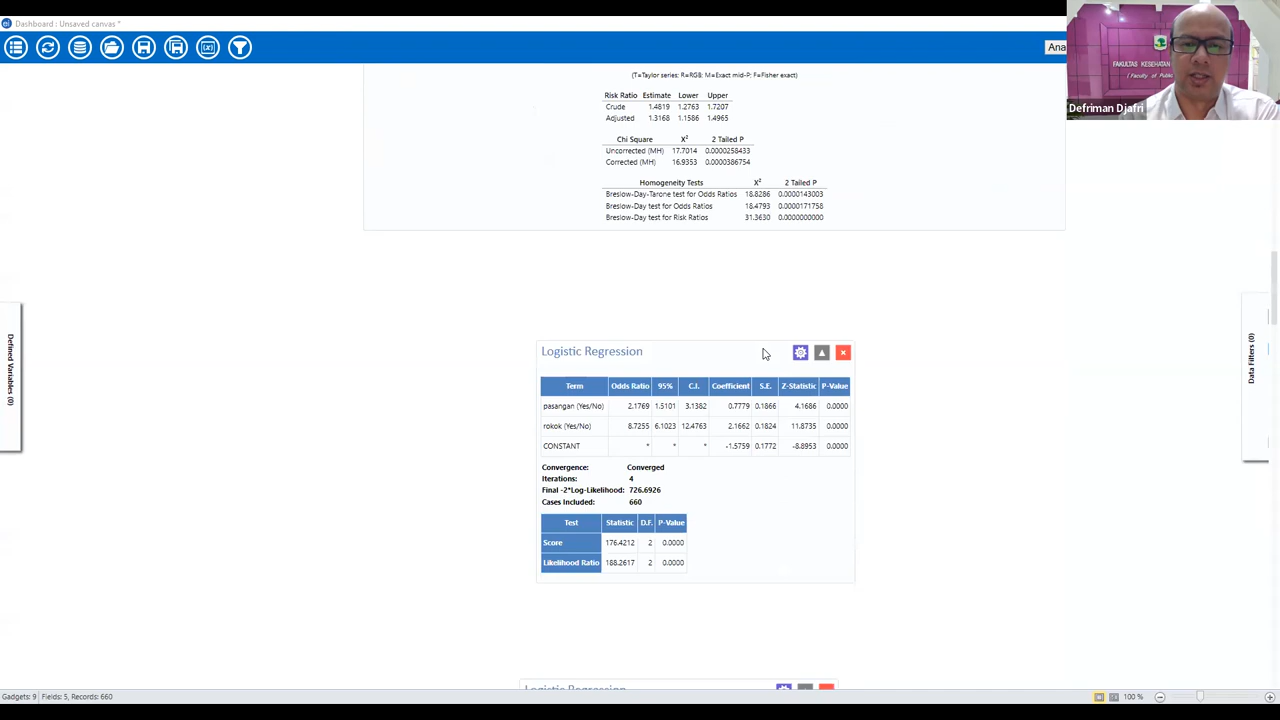 Dashboard : Unsaved canvas *
Ana
FAKULTAS KESEHATAN
(Faculty of Public
Defriman Djafri
(T=Taylor series; R=RGB; M=Exact mid-P; F=Fisher exact)
Risk Ratio Estimate Lower Upper
Crude 1.4819 1.2763 1.7207
Adjusted 1.3168 1.1586 1.4965
Chi Square X² 2 Tailed P
Uncorrected (MH) 17.7014 0.0000258433
Corrected (MH) 16.9353 0.0000386754
Homogeneity Tests X² 2 Tailed P
Breslow-Day-Tarone test for Odds Ratios 18.8286 0.0000143003
Breslow-Day test for Odds Ratios 18.4793 0.0000171758
Breslow-Day test for Risk Ratios 31.3630 0.0000000000
Defined Variables (0)
Data Filters (0)
Logistic Regression
Term Odds Ratio 95% C.I. Coefficient S.E. Z-Statistic P-Value
pasangan (Yes/No) 2.1769 1.5101 3.1382 0.7779 0.1866 4.1686 0.0000
rokok (Yes/No) 8.7255 6.1023 12.4763 2.1662 0.1824 11.8735 0.0000
CONSTANT * * * -1.5759 0.1772 -8.8953 0.0000
Convergence: Converged
Iterations: 4
Final -2*Log-Likelihood: 726.6926
Cases Included: 660
Test Statistic D.F. P-Value
Score 176.4212 2 0.0000
Likelihood Ratio 188.2617 2 0.0000
Logistic Regression
Gadgets: 9 Fields: 5, Records: 660
100 %